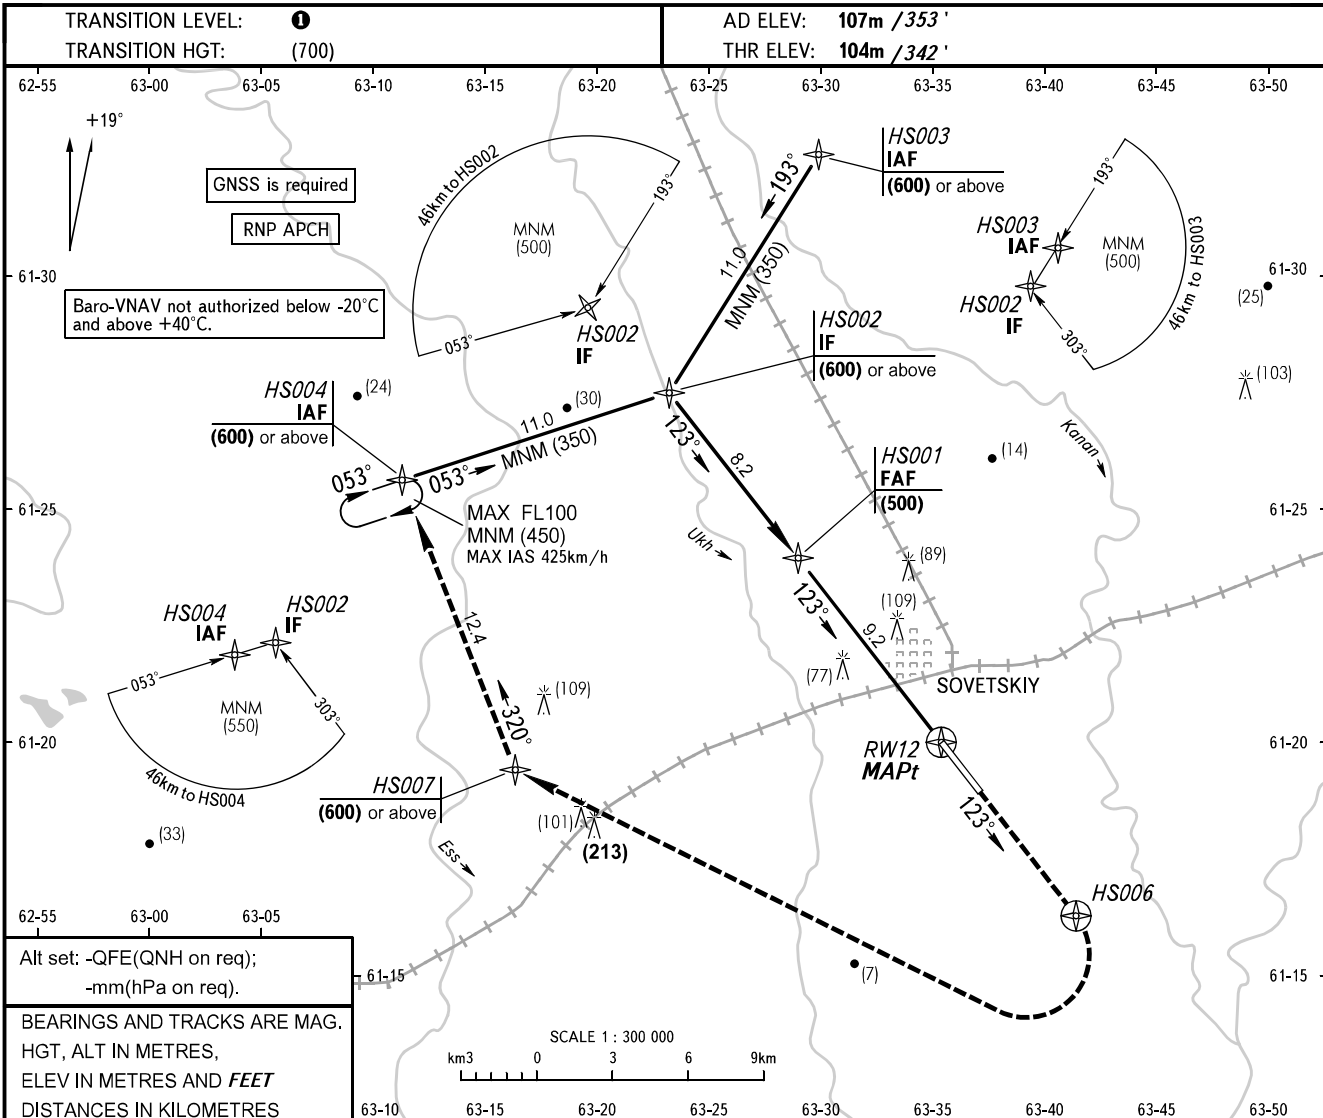 TRANSITION LEVEL: ❶
TRANSITION HGT: (700)
AD ELEV: 107m /353 '
THR ELEV: 104m /342 '
62-55 63-00 63-05 63-10 63-15 63-20 63-25 63-30 63-35 63-40 63-45 63-50
+19°
GNSS is required
RNP APCH
Baro-VNAV not authorized below -20°C
and above +40°C.
46km to HS002
193°
MNM
(500)
053°
HS002
IF
HS003
IAF
(600) or above
193°
11.0
MNM (350)
193°
HS003
IAF
MNM
(500)
HS002
IF
303°
46km to HS003
61-30
61-30
(25)
(103)
HS002
IF
(600) or above
HS004
IAF
(600) or above
(24)
(30)
11.0
MNM (350)
053°
053°
MAX FL100
MNM (450)
MAX IAS 425km/h
123°
8.2
HS001
FAF
(500)
(14)
Kanan
61-25
61-25
Ukh
(89)
(109)
123°
9.2
(77)
SOVETSKIY
HS004
IAF
HS002
IF
053°
MNM
(550)
303°
46km to HS004
12.4
(109)
320°
61-20
61-20
RW12
MAPt
123°
HS007
(600) or above
(101)
(213)
(33)
Ess
HS006
62-55 63-00 63-05
(7)
61-15
61-15
Alt set: -QFE(QNH on req);
-mm(hPa on req).
BEARINGS AND TRACKS ARE MAG.
HGT, ALT IN METRES,
ELEV IN METRES AND FEET
DISTANCES IN KILOMETRES
SCALE 1 : 300 000
km3 0 3 6 9km
63-10 63-15 63-20 63-25 63-30 63-35 63-40 63-45 63-50